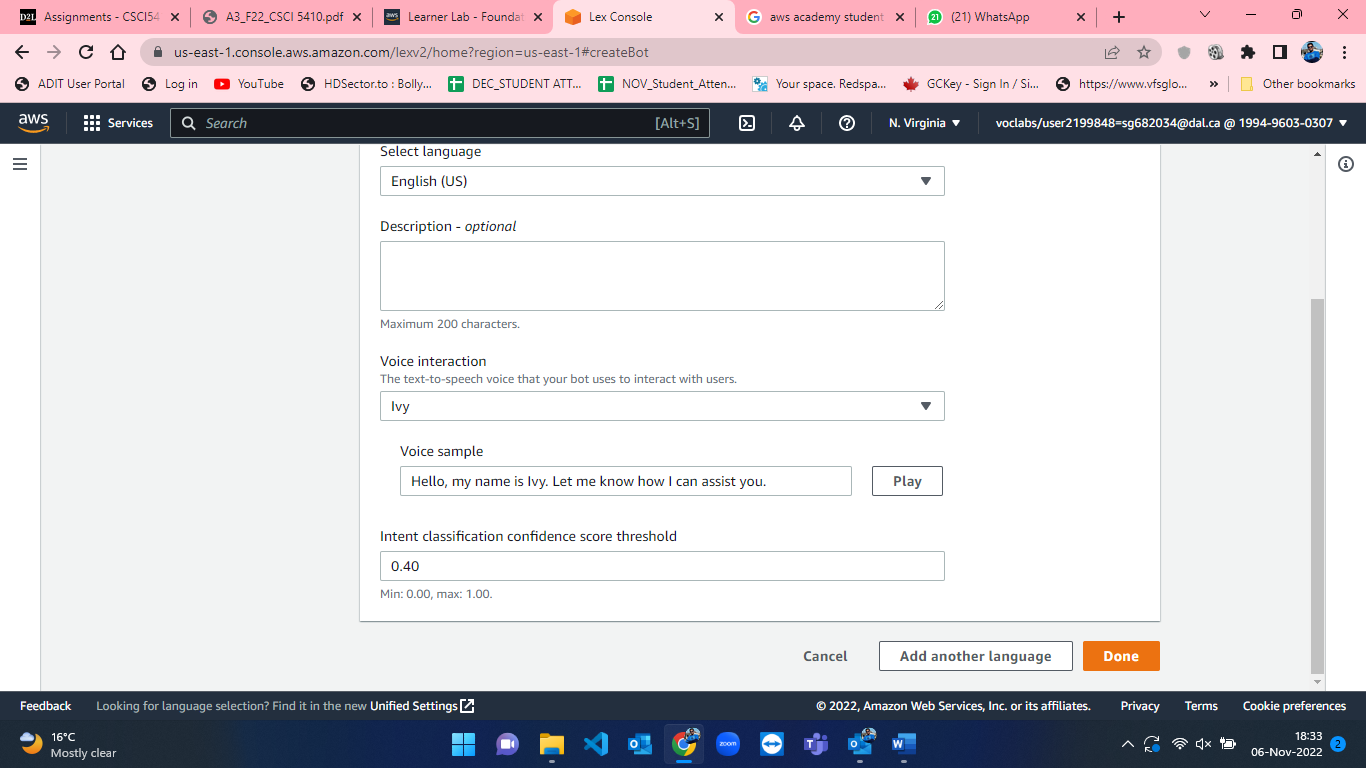 Assignments - CSCI54
A3_F22_CSCI 5410.pdf
Learner Lab - Foundat
Lex Console
aws academy student
(21) WhatsApp
us-east-1.console.aws.amazon.com/lexv2/home?region=us-east-1#createBot
ADIT User Portal
Log in
YouTube
HDSector.to : Bolly...
DEC_STUDENT ATT...
NOV_Student_Atten...
Your space. Redspa...
GCKey - Sign In / Si...
https://www.vfsglo...
»
Other bookmarks
aws
Services
Search
[Alt+S]
N. Virginia
voclabs/user2199848=sg682034@dal.ca @ 1994-9603-0307
Select language
English (US)
Description - optional
Maximum 200 characters.
Voice interaction
The text-to-speech voice that your bot uses to interact with users.
Ivy
Voice sample
Hello, my name is Ivy. Let me know how I can assist you.
Play
Intent classification confidence score threshold
0.40
Min: 0.00, max: 1.00.
Cancel
Add another language
Done
Feedback
Looking for language selection? Find it in the new Unified Settings
© 2022, Amazon Web Services, Inc. or its affiliates.
Privacy
Terms
Cookie preferences
16°C
Mostly clear
zoom
18:33
06-Nov-2022
2